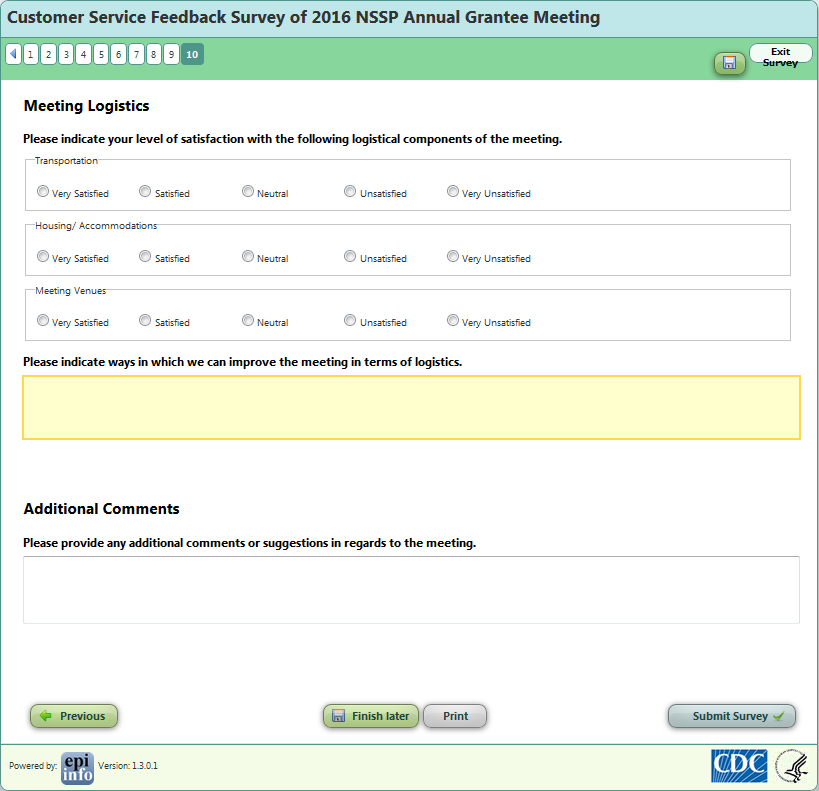 Customer Service Feedback Survey of 2016 NSSP Annual Grantee Meeting
1 2 3 4 5 6 7 8 9 10
Exit
Survey
Meeting Logistics
Please indicate your level of satisfaction with the following logistical components of the meeting.
Transportation
Very Satisfied Satisfied Neutral Unsatisfied Very Unsatisfied
Housing/ Accommodations
Very Satisfied Satisfied Neutral Unsatisfied Very Unsatisfied
Meeting Venues
Very Satisfied Satisfied Neutral Unsatisfied Very Unsatisfied
Please indicate ways in which we can improve the meeting in terms of logistics.
Additional Comments
Please provide any additional comments or suggestions in regards to the meeting.
Previous Finish later Print Submit Survey
Powered by: epi info Version: 1.3.0.1 CDC